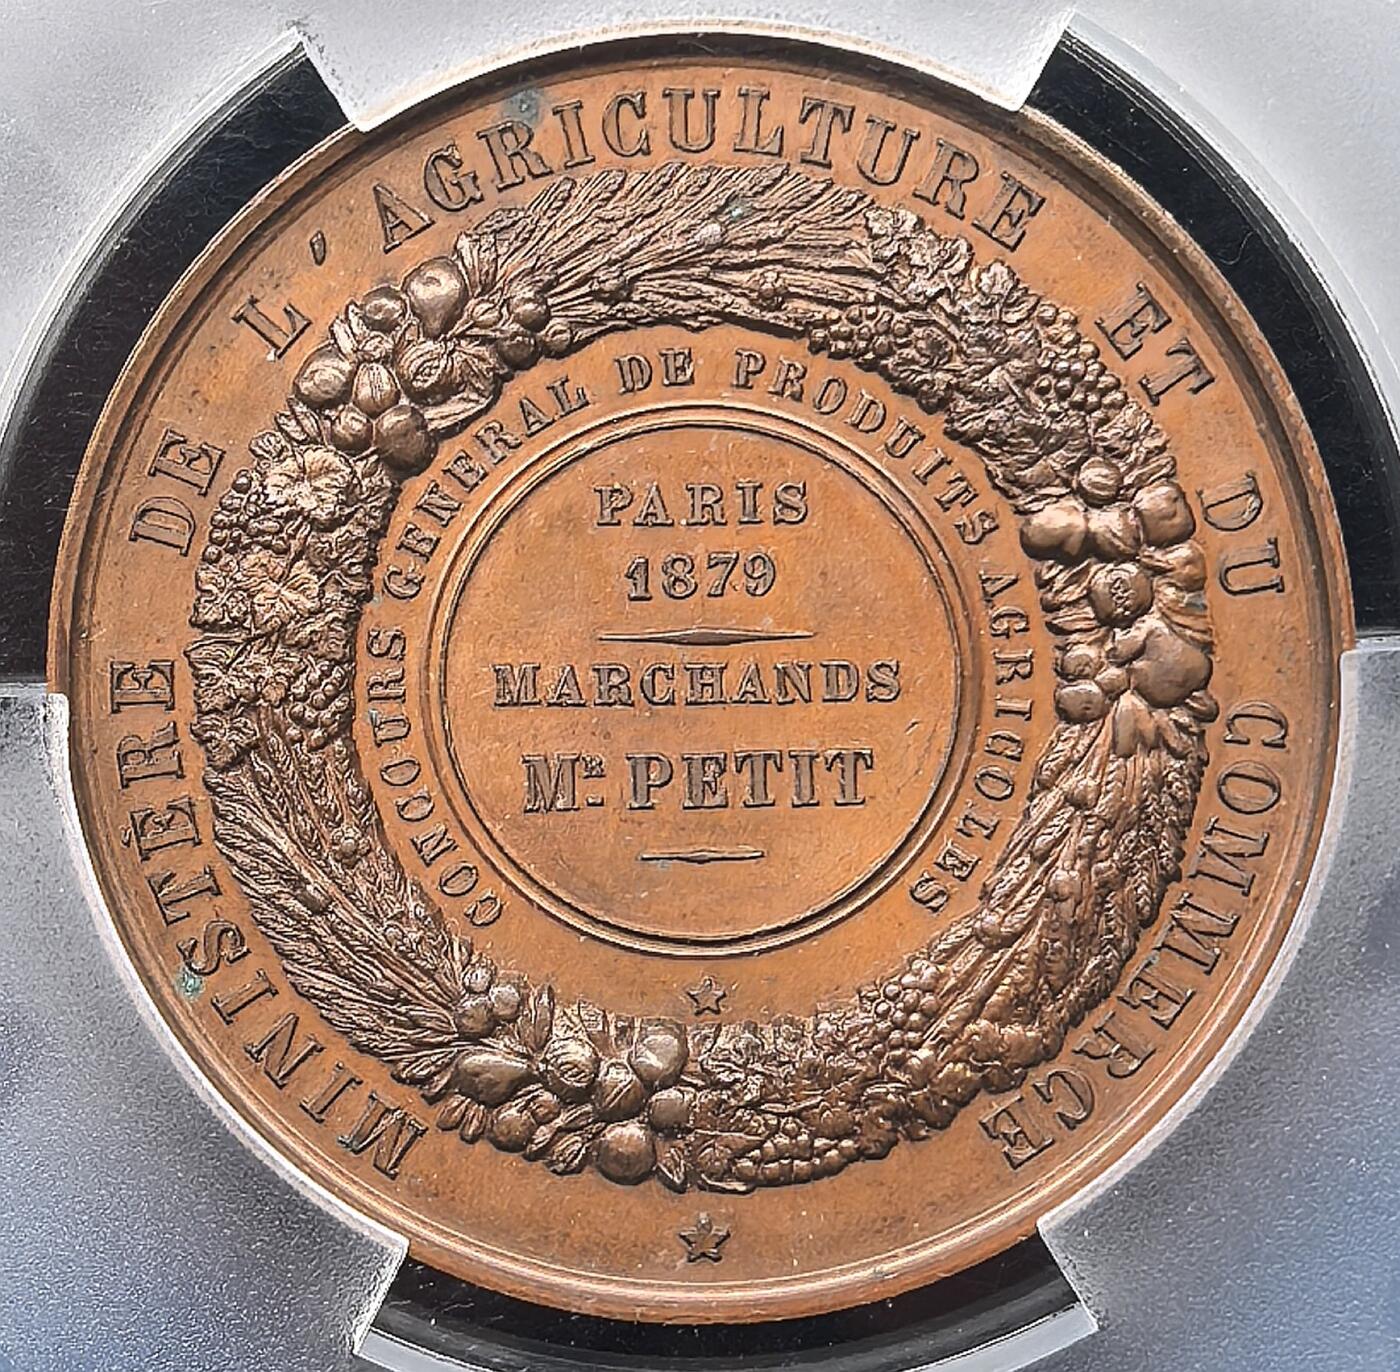 MINISTÈRE DE L'AGRICULTURE ET DU COMMERCE
CONCOURS GENERAL DE PRODUITS AGRICOLES
PARIS
1879
MARCHANDS
MR PETIT